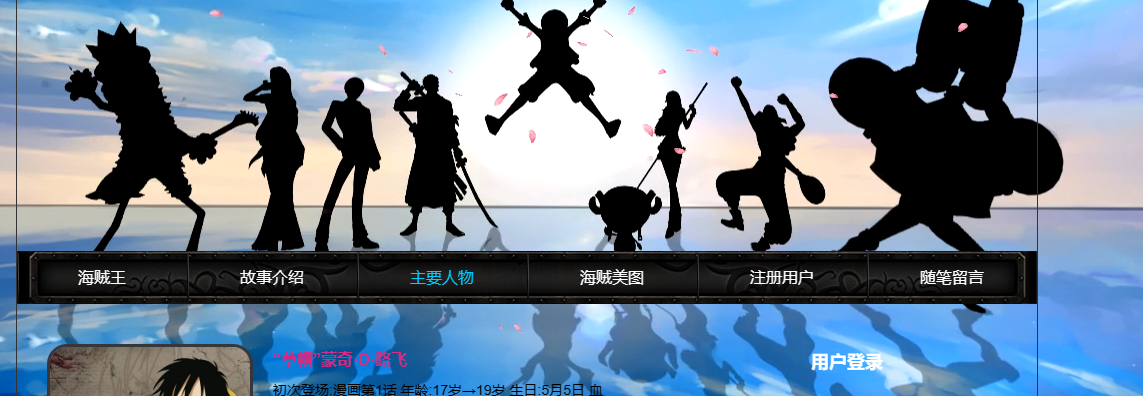 海贼王
故事介绍
主要人物
海贼美图
注册用户
随笔留言
“草帽”蒙奇·D·路飞
用户登录
初次登场:漫画第1话 年龄:17岁→19岁 生日:5月5日 血